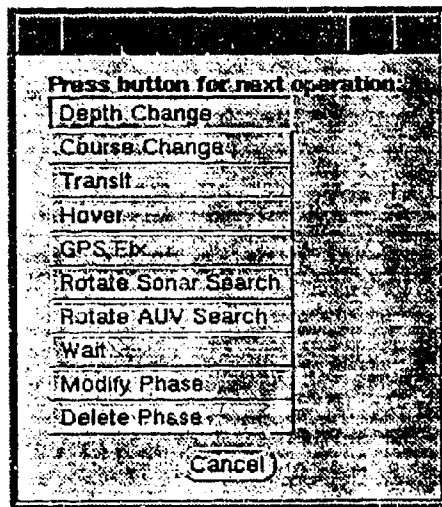 Press button for next operation:
Depth Change
Course Change
Transit
Hover
GPS Fix
Rotate Sonar Search
Rotate AUV Search
Wait
Modify Phase
Delete Phase
Cancel